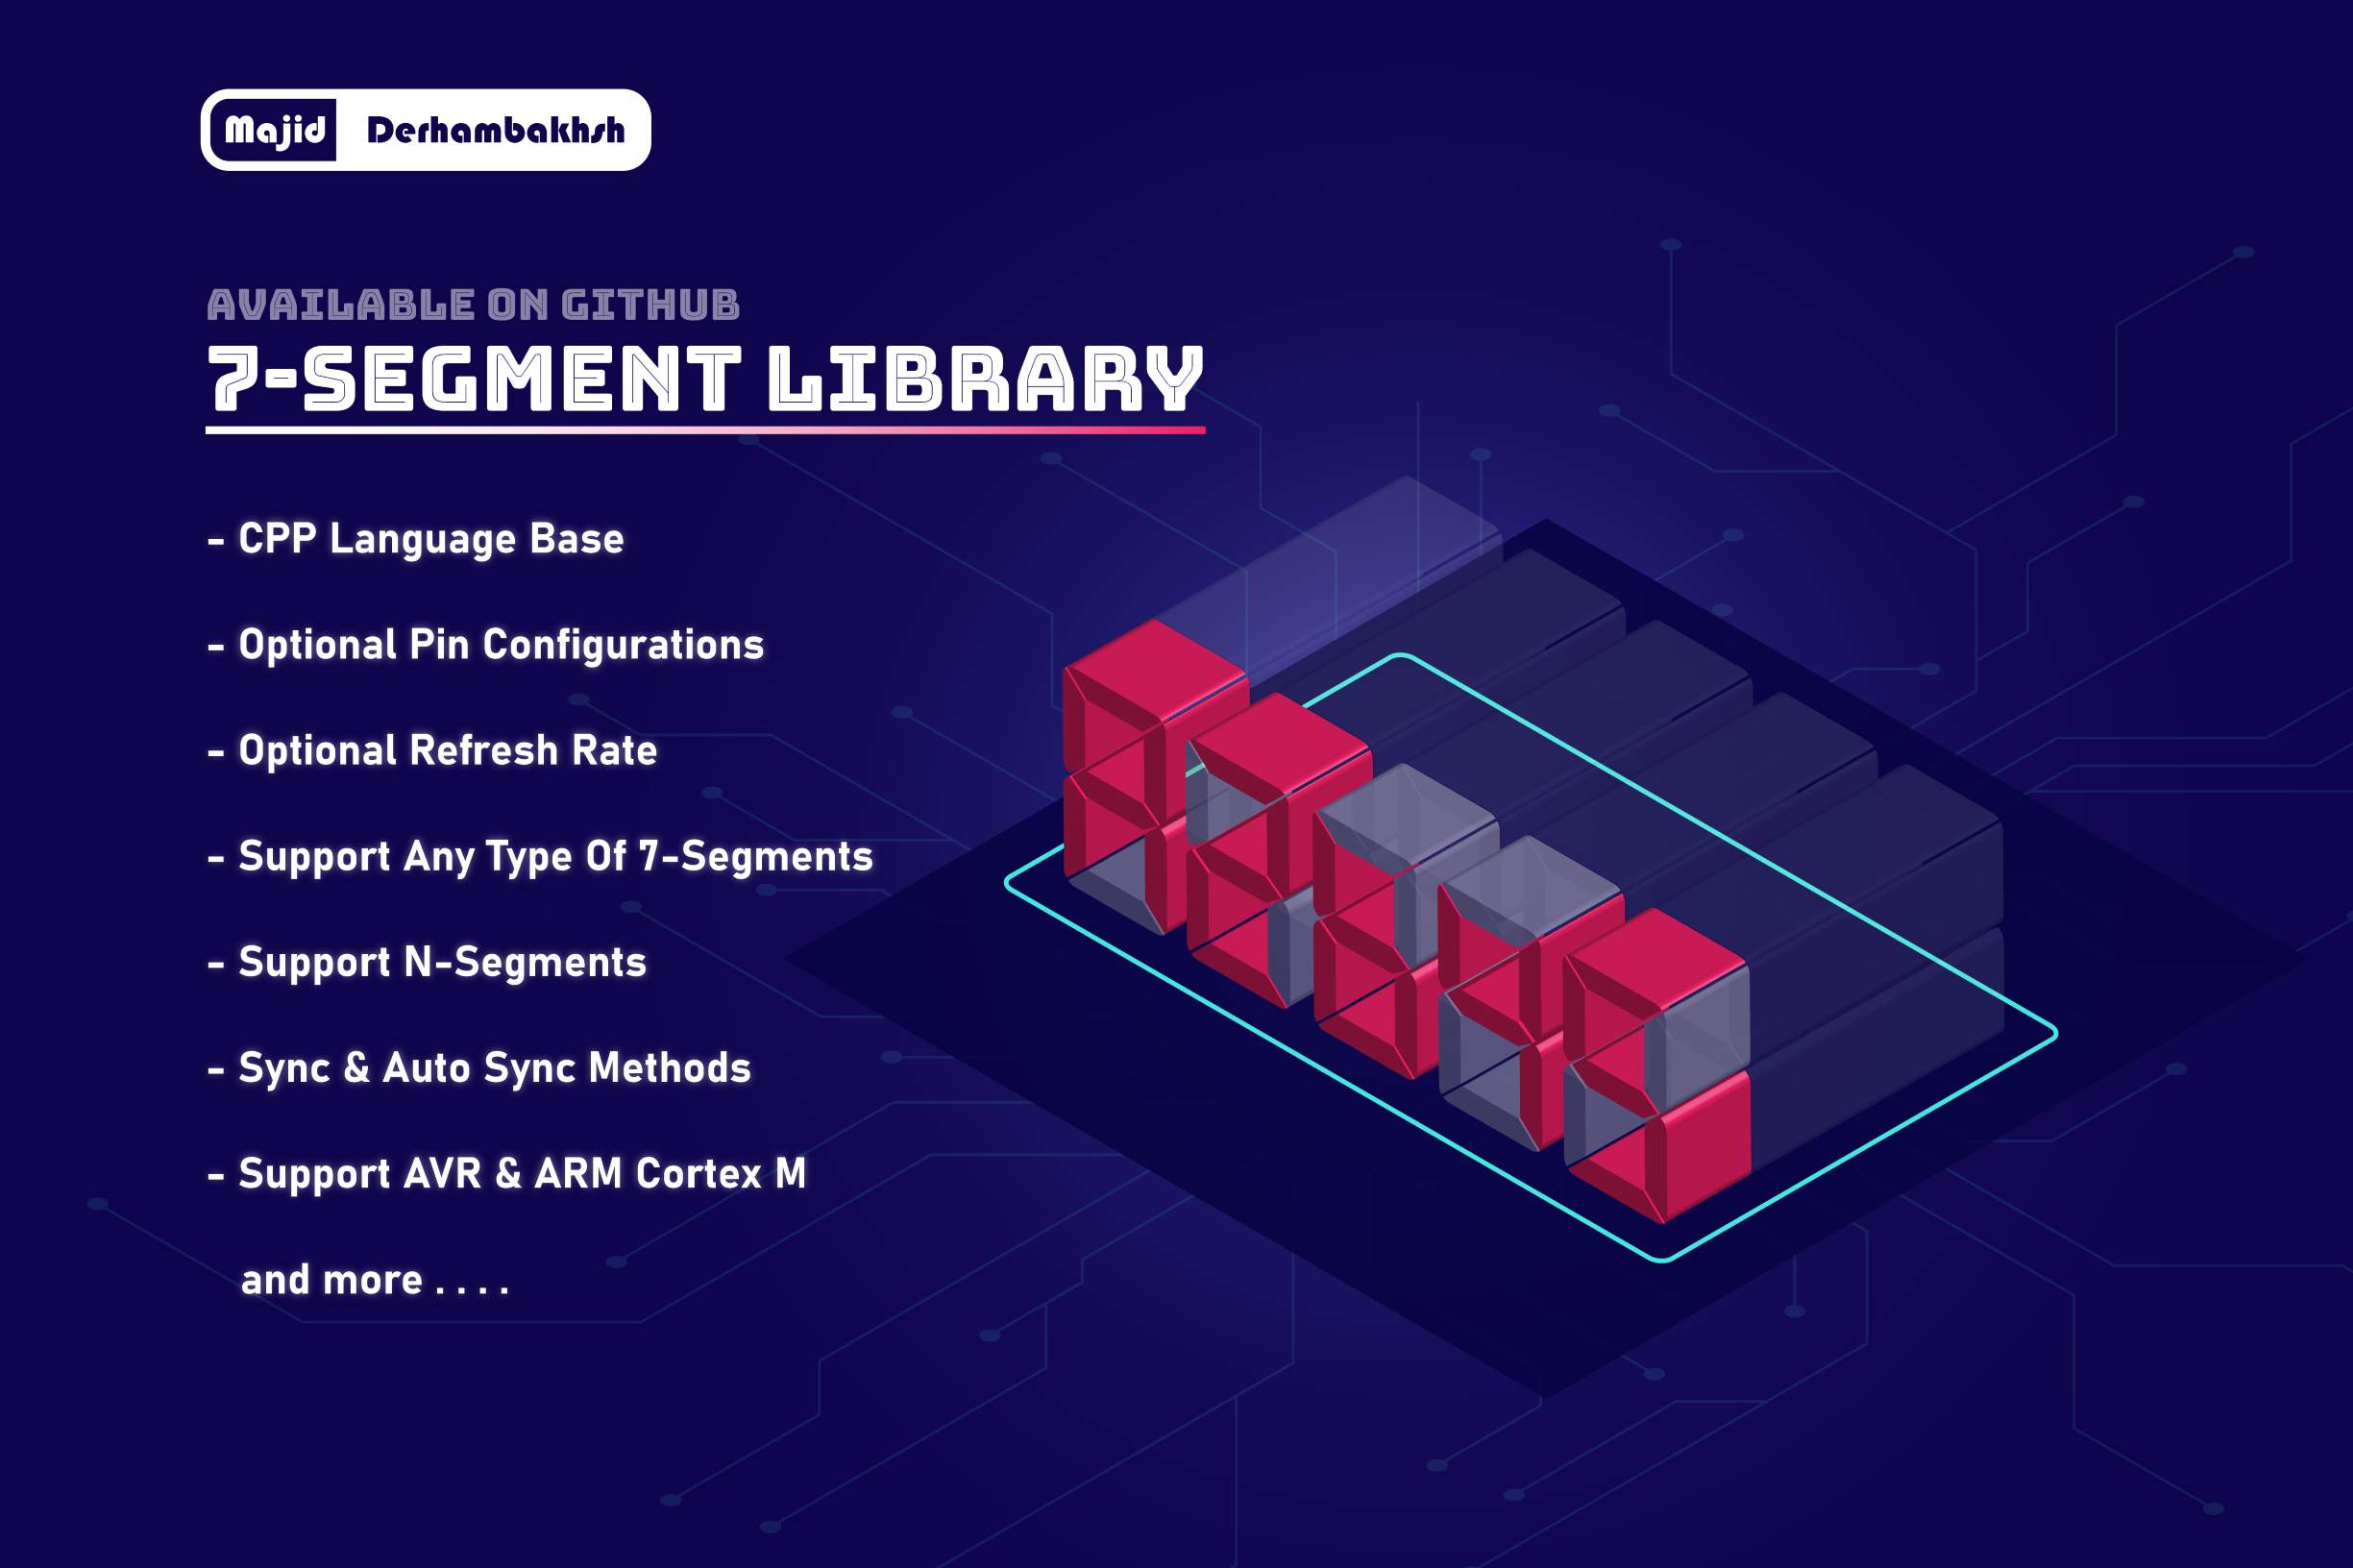 Majid Derhambakhsh
AVAILABLE ON GITHUB
7-SEGMENT LIBRARY
- CPP Language Base
- Optional Pin Configurations
- Optional Refresh Rate
- Support Any Type Of 7-Segments
- Support N-Segments
- Sync & Auto Sync Methods
- Support AVR & ARM Cortex M
and more . . . .